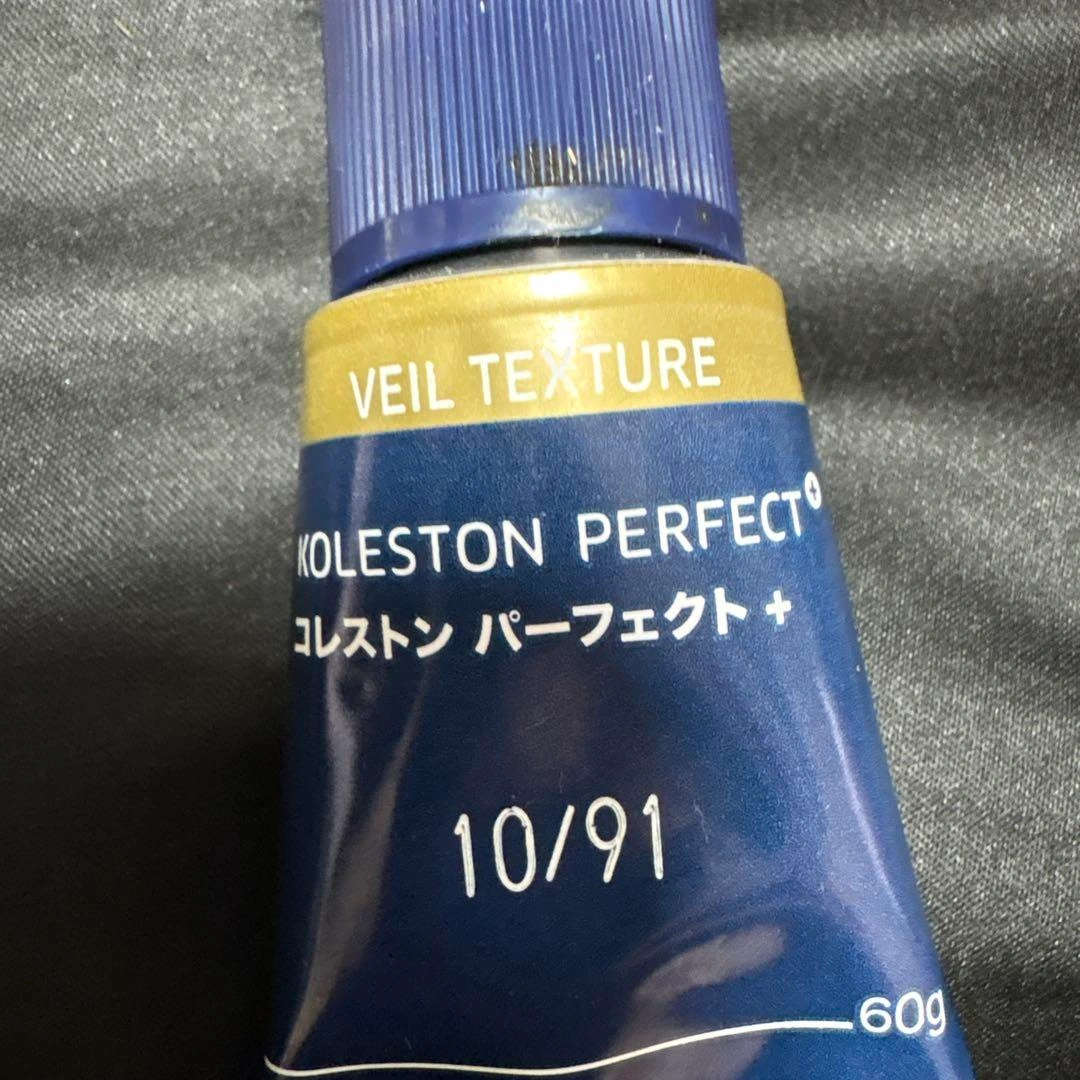 VEIL TEXTURE
KOLESTON PERFECT+
コレストン パーフェクト +
10/91
60g